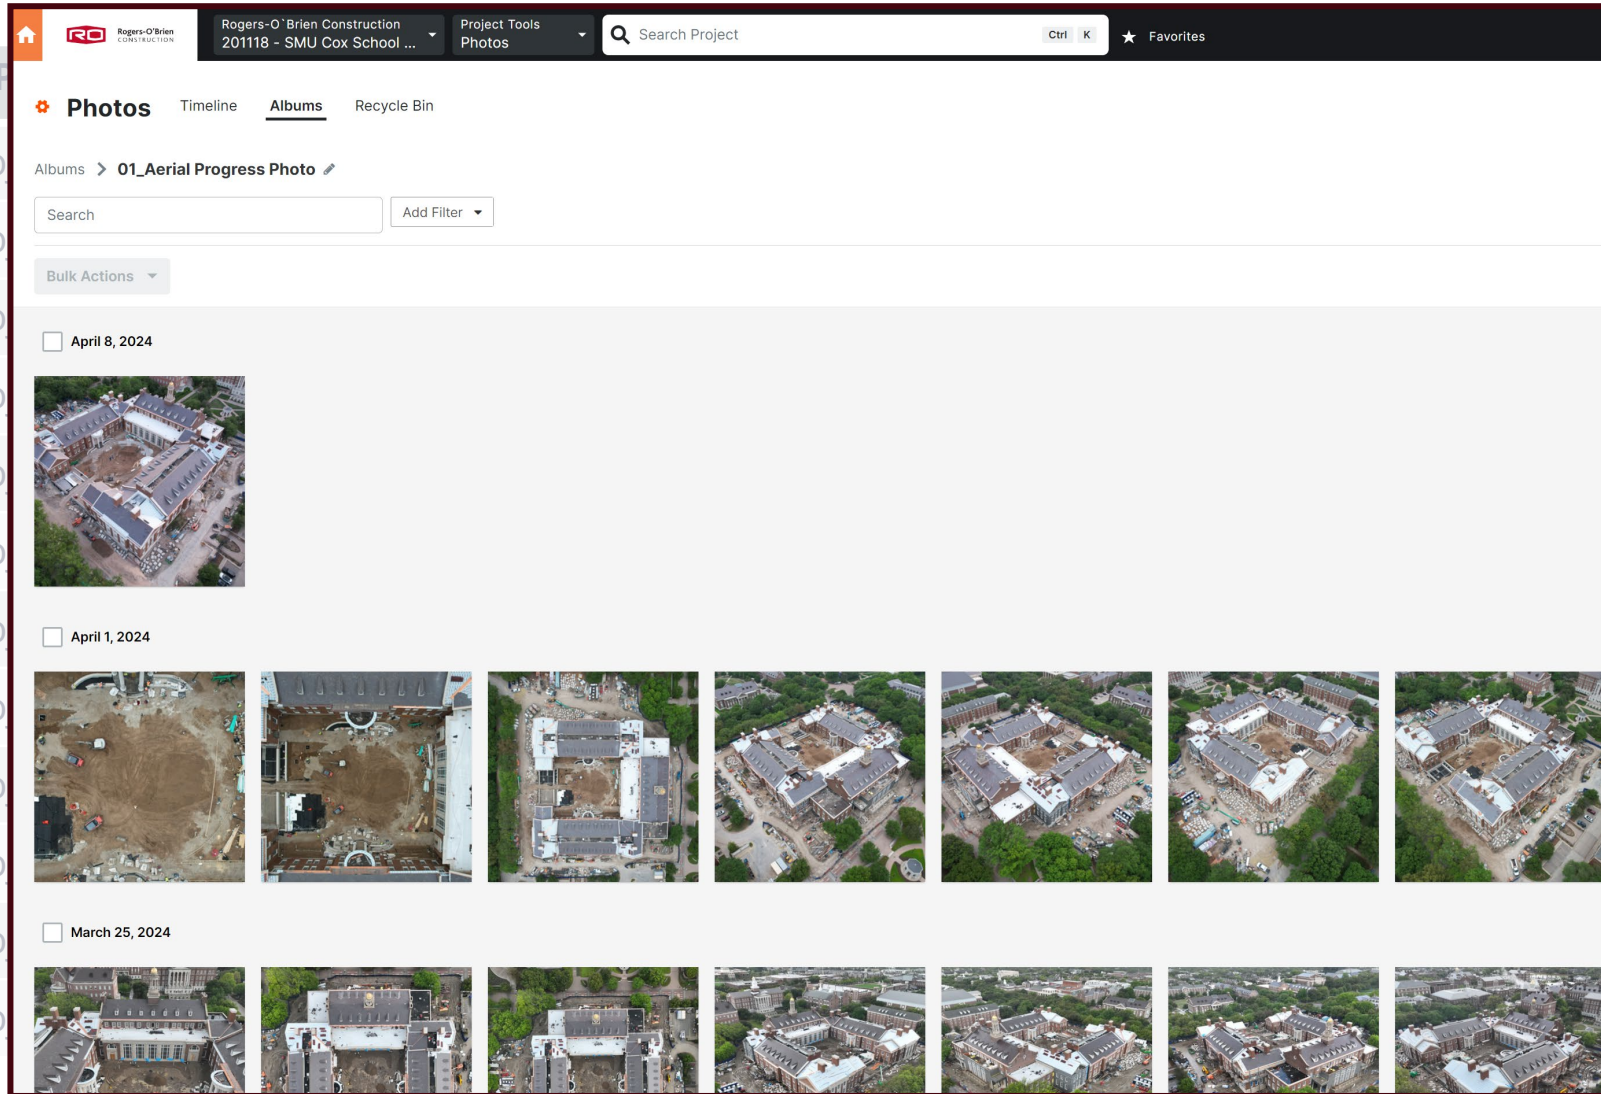 Rogers-O'Brien
CONSTRUCTION
Rogers-O`Brien Construction
201118 - SMU Cox School ...
Project Tools
Photos
Search Project
Ctrl K
Favorites
Photos
Timeline
Albums
Recycle Bin
Albums > 01_Aerial Progress Photo
Search
Add Filter
Bulk Actions
April 8, 2024
April 1, 2024
March 25, 2024